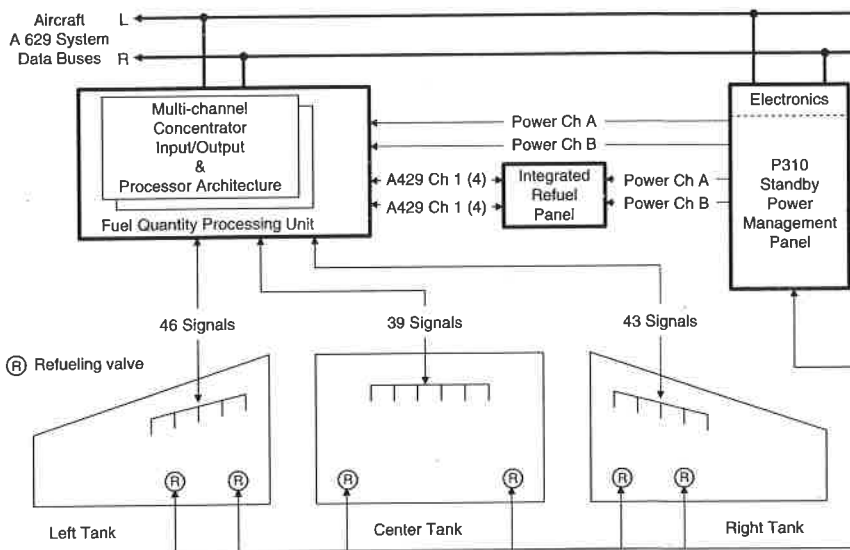 Aircraft L
A 629 System
Data Buses R
Multi-channel
Concentrator
Input/Output
&
Processor Architecture
Fuel Quantity Processing Unit
Power Ch A
Power Ch B
A429 Ch 1 (4)
A429 Ch 1 (4)
Integrated
Refuel
Panel
Power Ch A
Power Ch B
Electronics
P310
Standby
Power
Management
Panel
46 Signals
39 Signals
43 Signals
R Refueling valve
R
R
R
R
R
R
Left Tank
Center Tank
Right Tank